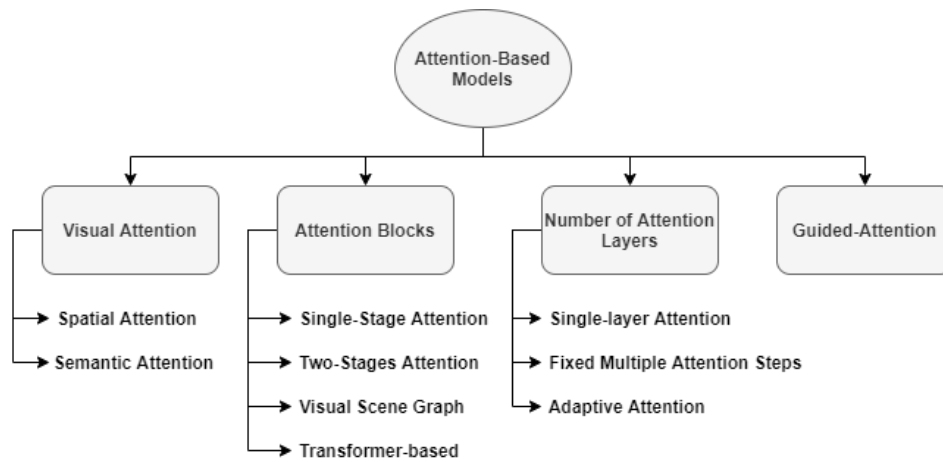 Attention-Based
Models
Visual Attention
Attention Blocks
Number of Attention
Layers
Guided-Attention
Spatial Attention
Semantic Attention
Single-Stage Attention
Two-Stages Attention
Visual Scene Graph
Transformer-based
Single-layer Attention
Fixed Multiple Attention Steps
Adaptive Attention